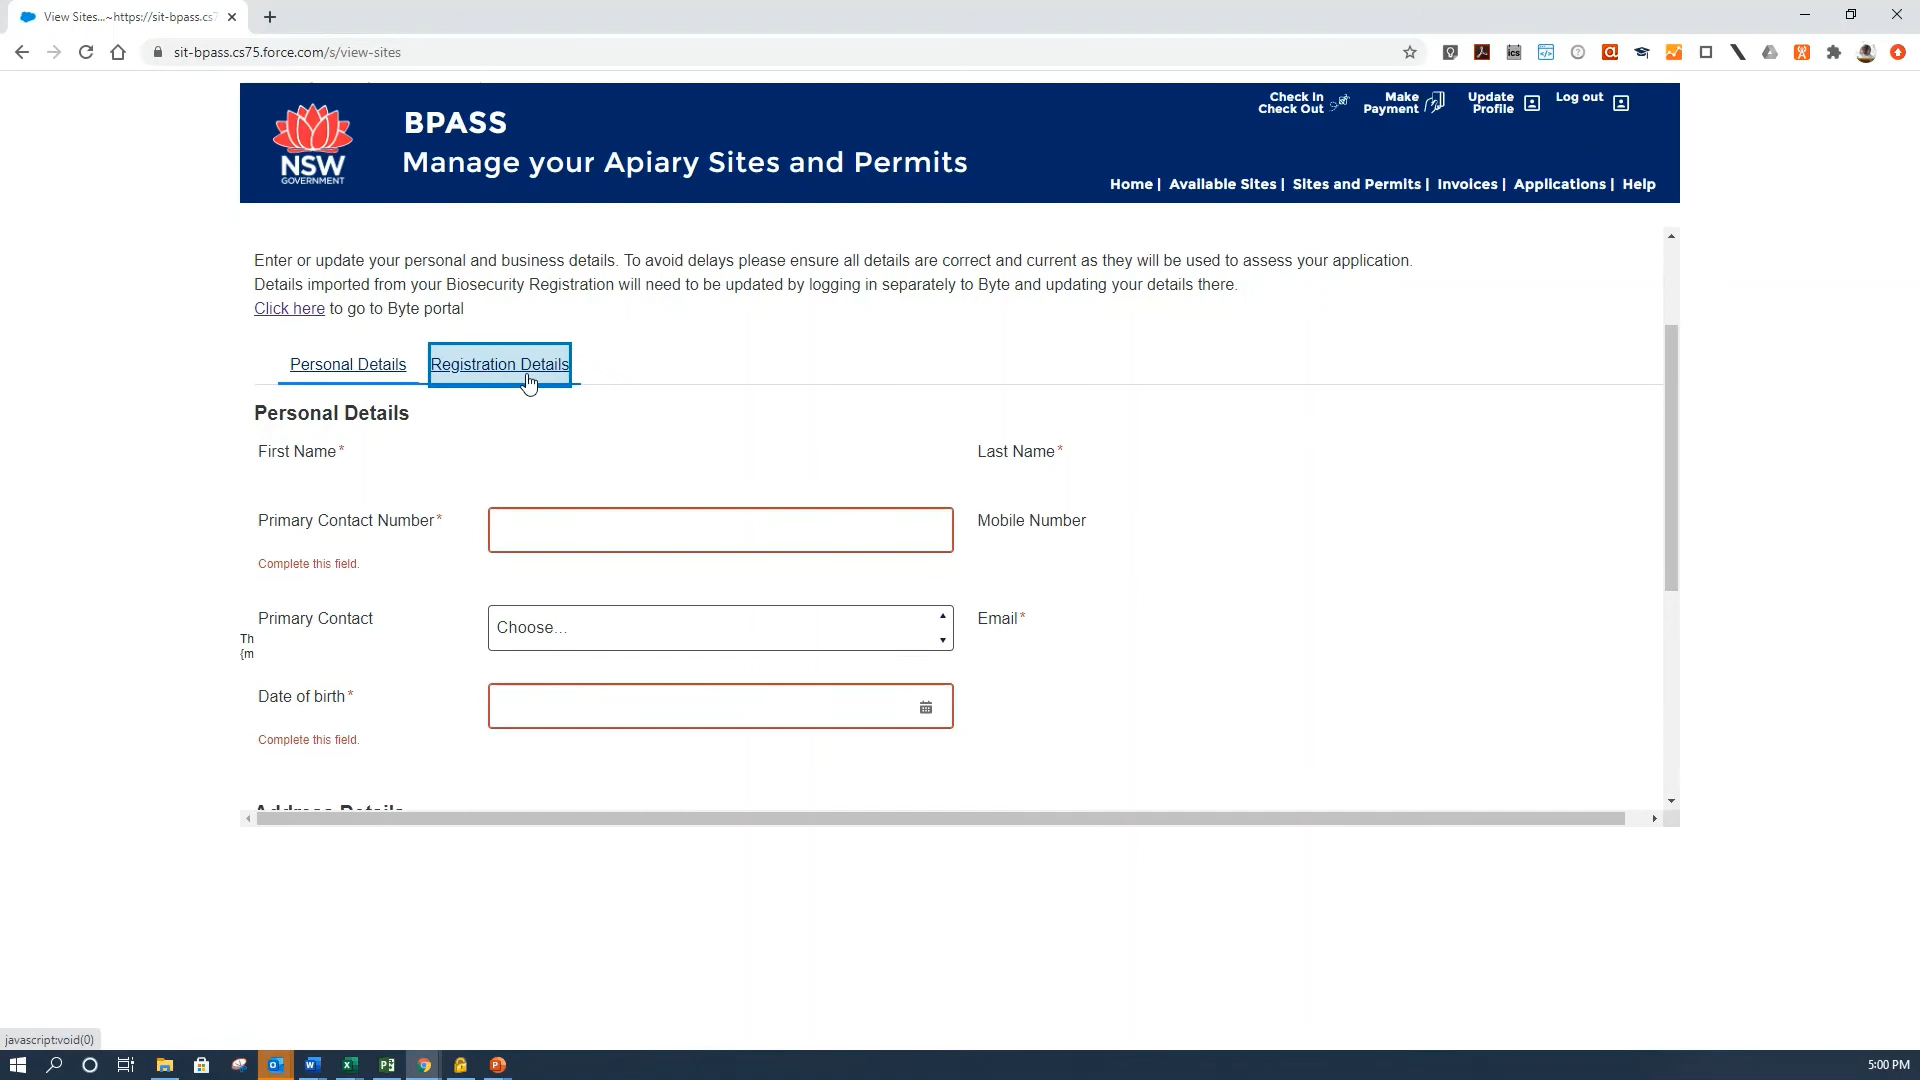 View Sites...~https://sit-bpass.cs7
sit-bpass.cs75.force.com/s/view-sites
BPASS
Manage your Apiary Sites and Permits
NSW
GOVERNMENT
Check In
Check Out
Make
Payment
Update
Profile
Log out
Home | Available Sites | Sites and Permits | Invoices | Applications | Help
Enter or update your personal and business details. To avoid delays please ensure all details are correct and current as they will be used to assess your application.
Details imported from your Biosecurity Registration will need to be updated by logging in separately to Byte and updating your details there.
Click here to go to Byte portal
Personal Details Registration Details
Personal Details
First Name* Last Name*
Primary Contact Number* Mobile Number
Complete this field.
Primary Contact Choose... Email*
Th
{m
Date of birth*
Complete this field.
Address Details
javascript:void(0)
5:00 PM